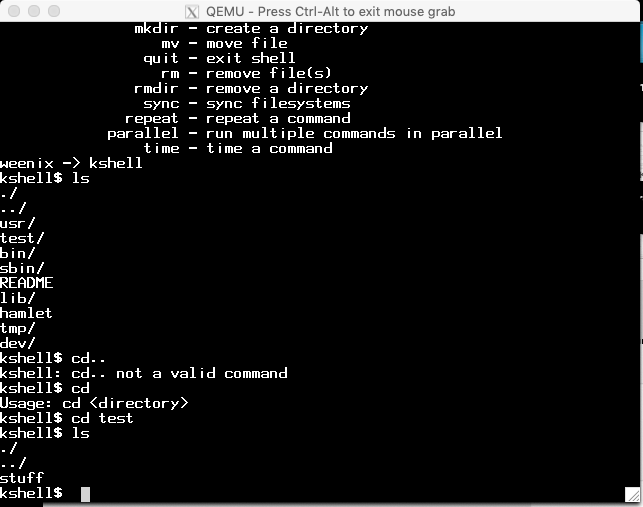 QEMU - Press Ctrl-Alt to exit mouse grab
mkdir - create a directory
mv - move file
quit - exit shell
rm - remove file(s)
rmdir - remove a directory
sync - sync filesystems
repeat - repeat a command
parallel - run multiple commands in parallel
time - time a command
weenix -> kshell
kshell$ ls
./
../
usr/
test/
bin/
sbin/
README
lib/
hamlet
tmp/
dev/
kshell$ cd..
kshell: cd.. not a valid command
kshell$ cd
Usage: cd <directory>
kshell$ cd test
kshell$ ls
./
../
stuff
kshell$